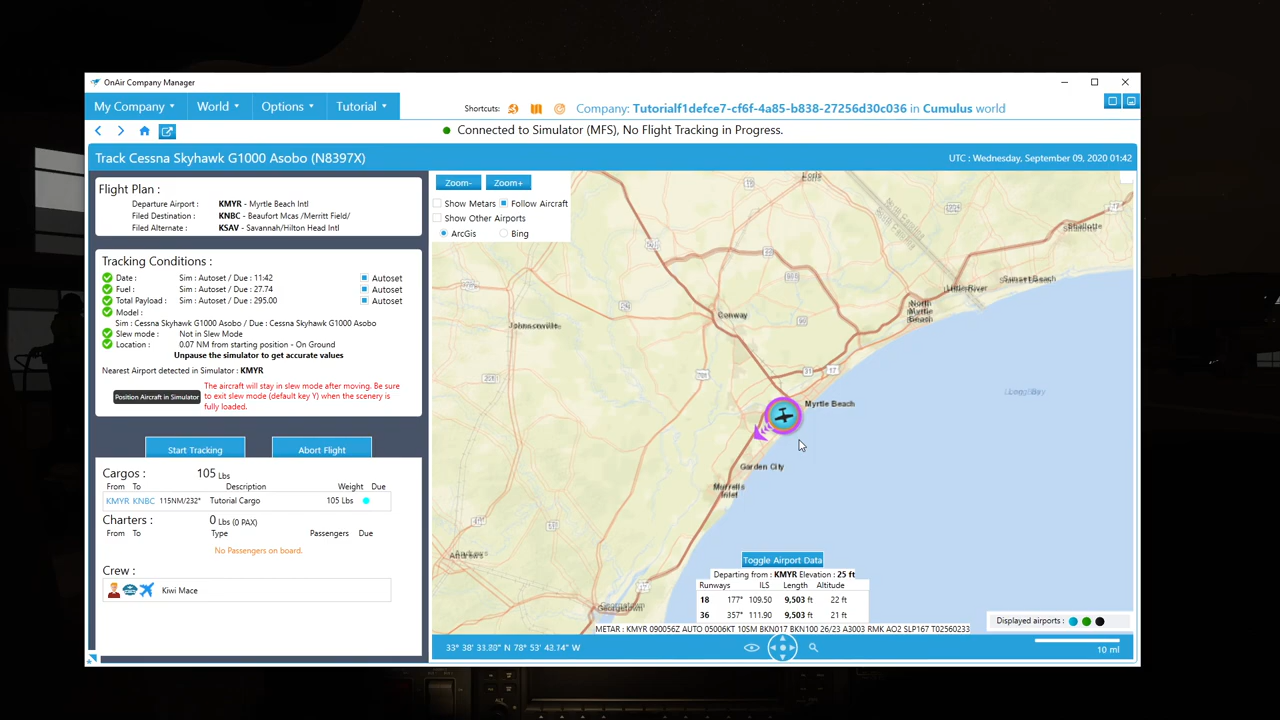 OnAir Company Manager
My Company World Options Tutorial
Shortcuts: Company: Tutorialf1defce7-cf6f-4a85-b838-27256d30c036 in Cumulus world
Connected to Simulator (MFS), No Flight Tracking in Progress.
Track Cessna Skyhawk G1000 Asobo (N8397X) UTC : Wednesday, September 09, 2020 01:42
Flight Plan :
Departure Airport : KMYR - Myrtle Beach Intl
Filed Destination : KNBC - Beaufort Mcas /Merritt Field/
Filed Alternate : KSAV - Savannah/Hilton Head Intl
Tracking Conditions :
Date : Sim : Autoset / Due : 11:42 Autoset
Fuel : Sim : Autoset / Due : 27.74 Autoset
Total Payload : Sim : Autoset / Due : 295.00 Autoset
Model :
Sim : Cessna Skyhawk G1000 Asobo / Due : Cessna Skyhawk G1000 Asobo
Slew mode : Not in Slew Mode
Location : 0.07 NM from starting position - On Ground
Unpause the simulator to get accurate values
Nearest Airport detected in Simulator : KMYR
Position Aircraft in Simulator
The aircraft will stay in slew mode after moving. Be sure
to exit slew mode (default key Y) when the scenery is
fully loaded.
Start Tracking Abort Flight
Cargos : 105 Lbs
From To Description Weight Due
KMYR KNBC 115NM/232° Tutorial Cargo 105 Lbs
Charters : 0 Lbs (0 PAX)
From To Type Passengers Due
No Passengers on board.
Crew :
Kiwi Mace
Zoom- Zoom+
Show Metars Follow Aircraft
Show Other Airports
ArcGis Bing
Loris
Shallotte
Sunset Beach
Little River
North
Myrtle
Beach
Conway
Johnsonville
Myrtle Beach
Long Bay
Garden City
Murrells
Inlet
Andrews
Georgetown
Toggle Airport Data
Departing from : KMYR Elevation : 25 ft
Runways ILS Length Altitude
18 177° 109.50 9,503 ft 22 ft
36 357° 111.90 9,503 ft 21 ft
METAR : KMYR 090056Z AUTO 05006KT 10SM BKN017 BKN100 26/23 A3003 RMK AO2 SLP167 T02560233
Displayed airports :
10 ml